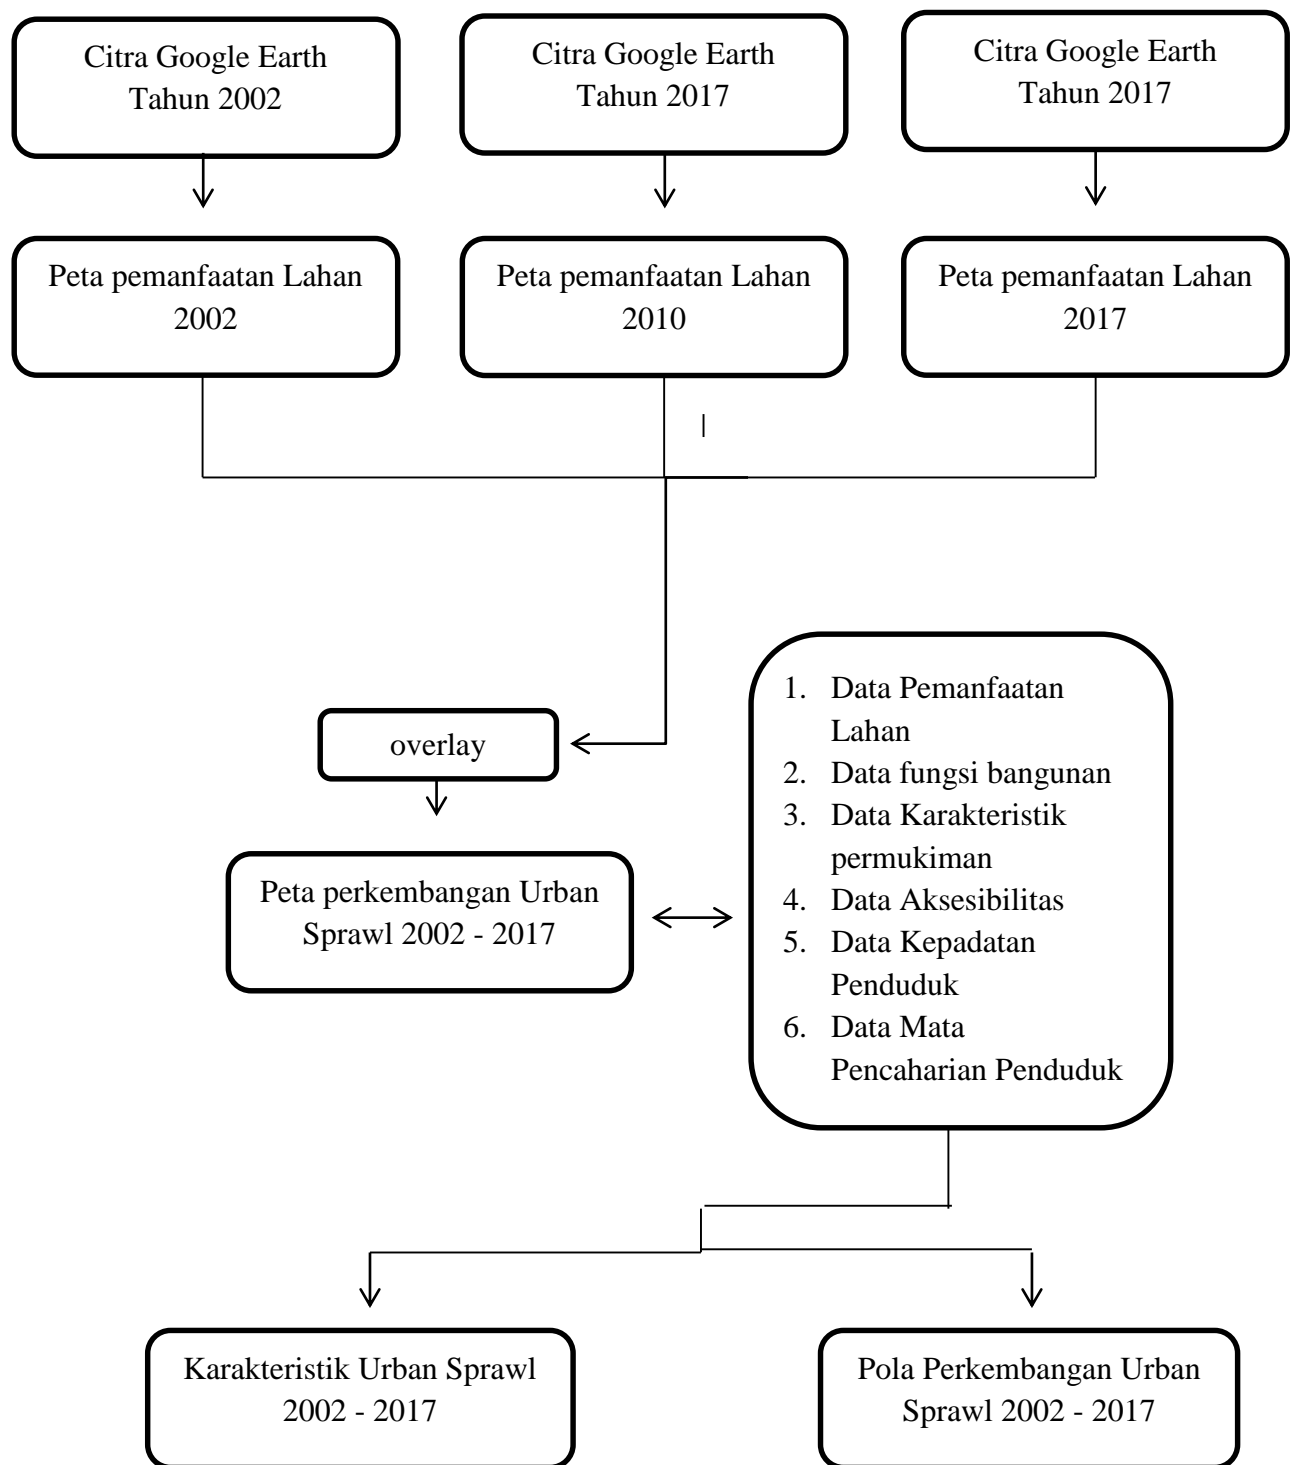 Citra Google Earth
Tahun 2002
Citra Google Earth
Tahun 2017
Citra Google Earth
Tahun 2017
Peta pemanfaatan Lahan
2002
Peta pemanfaatan Lahan
2010
Peta pemanfaatan Lahan
2017
overlay
Peta perkembangan Urban
Sprawl 2002 - 2017
1. Data Pemanfaatan
Lahan
2. Data fungsi bangunan
3. Data Karakteristik
permukiman
4. Data Aksesibilitas
5. Data Kepadatan
Penduduk
6. Data Mata
Pencaharian Penduduk
Karakteristik Urban Sprawl
2002 - 2017
Pola Perkembangan Urban
Sprawl 2002 - 2017